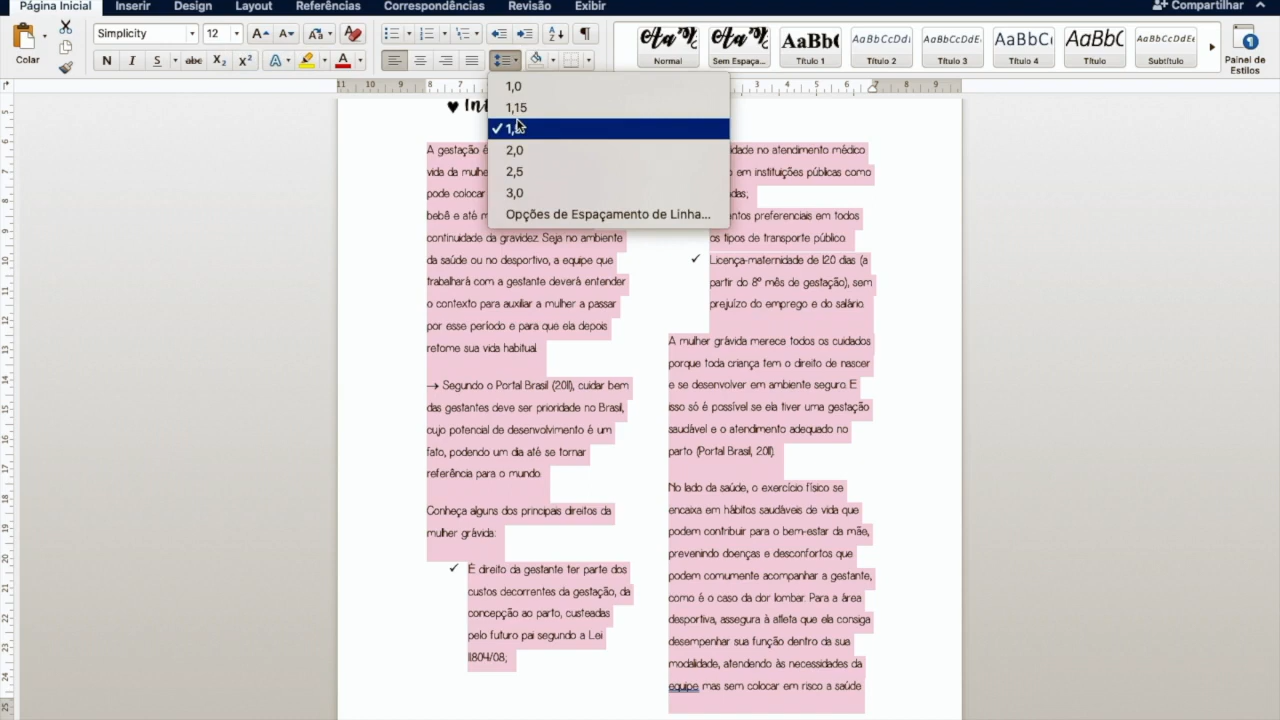 Página Inicial
Inserir
Design
Layout
Referências
Correspondências
Revisão
Exibir
Compartilhar
Colar
Simplicity
12
N I S abc X₂ X²
Normal
Sem Espaça...
Título 1
Título 2
Título 3
Título 4
Título
Subtítulo
Painel de
Estilos
1,0
1,15
2,0
2,5
3,0
Opções de Espaçamento de Linha...
A gestação é
vida da mulhe
pode colocar
bebê e até m
continuidade da gravidez. Seja no ambiente
da saúde ou no desportivo, a equipe que
trabalhará com a gestante deverá entender
o contexto para auxiliar a mulher a passar
por esse período e para que ela depois
retome sua vida habitual.
→ Segundo o Portal Brasil (2011), cuidar bem
das gestantes deve ser prioridade no Brasil,
cujo potencial de desenvolvimento é um
fato, podendo um dia até se tornar
referência para o mundo.
Conheça alguns dos principais direitos da
mulher grávida:
✓ É direito da gestante ter parte dos
custos decorrentes da gestação, da
concepção ao parto, custeadas
pelo futuro pai segundo a Lei
11.804/08;
idade no atendimento médico
em instituições públicas como
das;
ntos preferenciais em todos
os tipos de transporte público.
✓ Licença-maternidade de 120 dias (a
partir do 8º mês de gestação), sem
prejuízo do emprego e do salário.
A mulher grávida merece todos os cuidados
porque toda criança tem o direito de nascer
e se desenvolver em ambiente seguro. E
isso só é possível se ela tiver uma gestação
saudável e o atendimento adequado no
parto (Portal Brasil, 2011).
No lado da saúde, o exercício físico se
encaixa em hábitos saudáveis de vida que
podem contribuir para o bem-estar da mãe,
prevenindo doenças e desconfortos que
podem comumente acompanhar a gestante,
como é o caso da dor lombar. Para a área
desportiva, assegura à atleta que ela consiga
desempenhar sua função dentro da sua
modalidade, atendendo às necessidades da
equipe mas sem colocar em risco a saúde